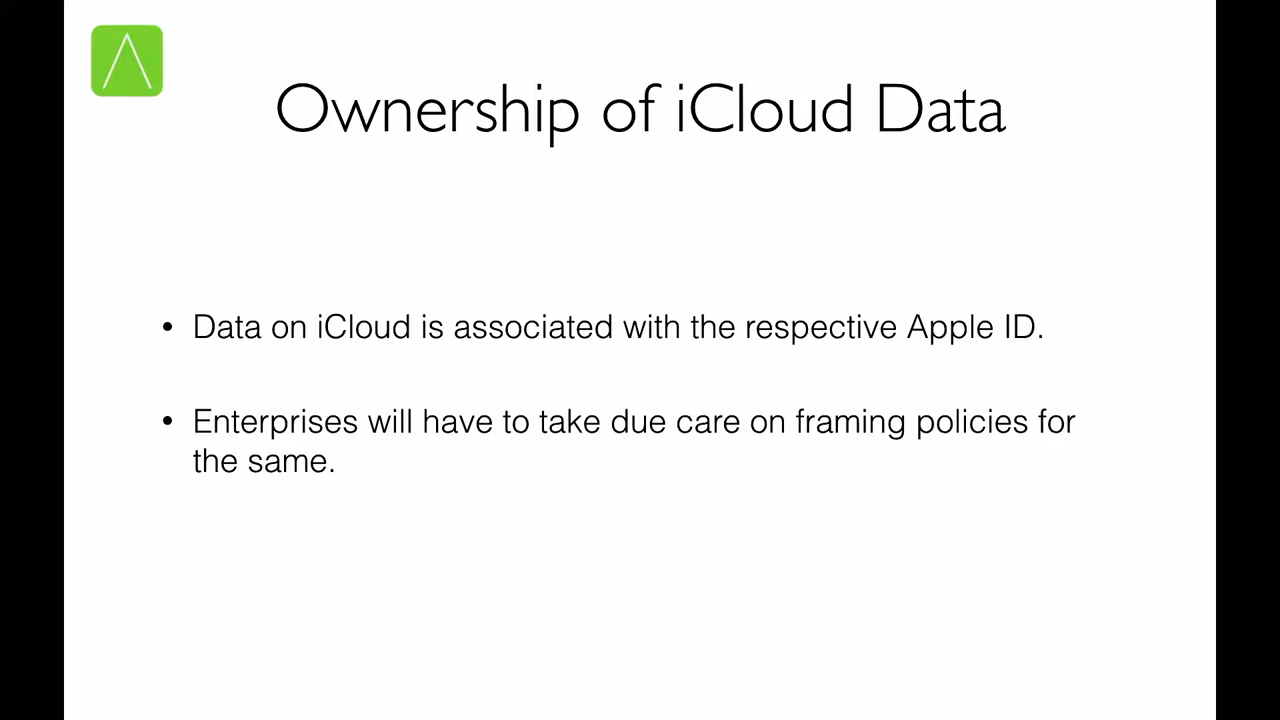 Ownership of iCloud Data
• Data on iCloud is associated with the respective Apple ID.
• Enterprises will have to take due care on framing policies for
the same.